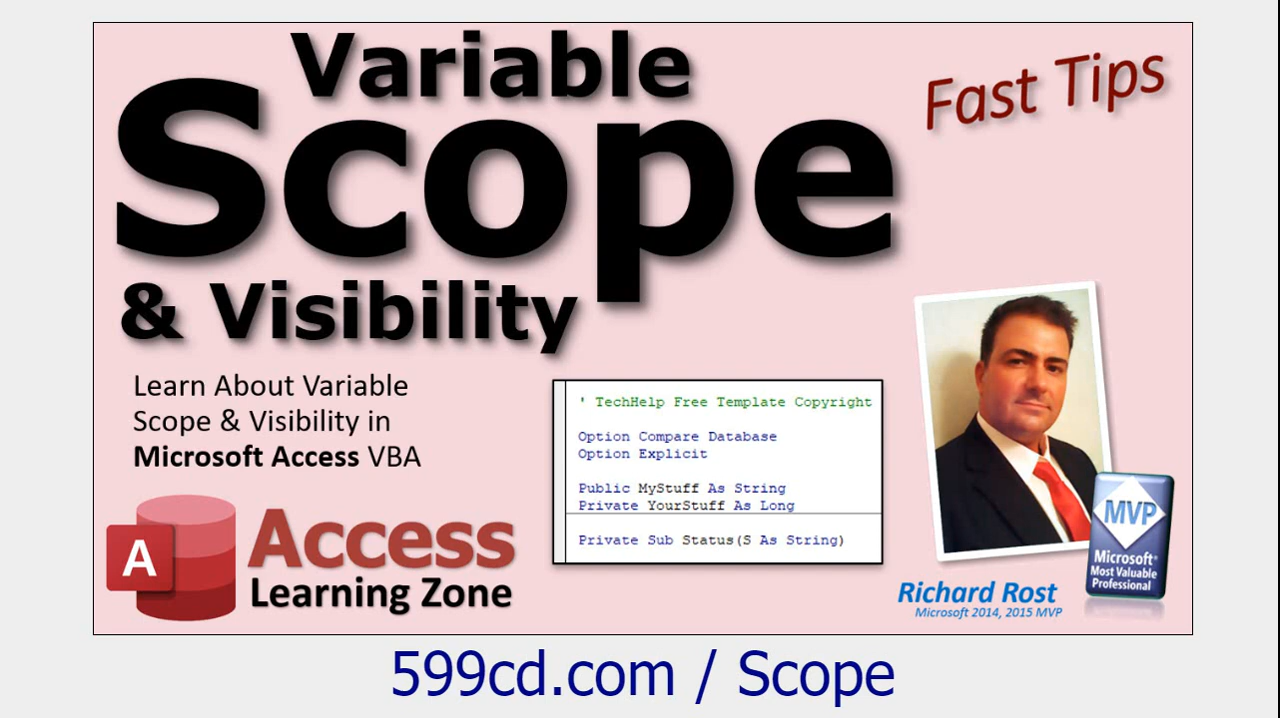 Variable
Scope
& Visibility
Fast Tips
Learn About Variable
Scope & Visibility in
Microsoft Access VBA
' TechHelp Free Template Copyright
Option Compare Database
Option Explicit
Public MyStuff As String
Private YourStuff As Long
Private Sub Status(S As String)
A
Access
Learning Zone
MVP
Microsoft®
Most Valuable
Professional
Richard Rost
Microsoft 2014, 2015 MVP
599cd.com / Scope